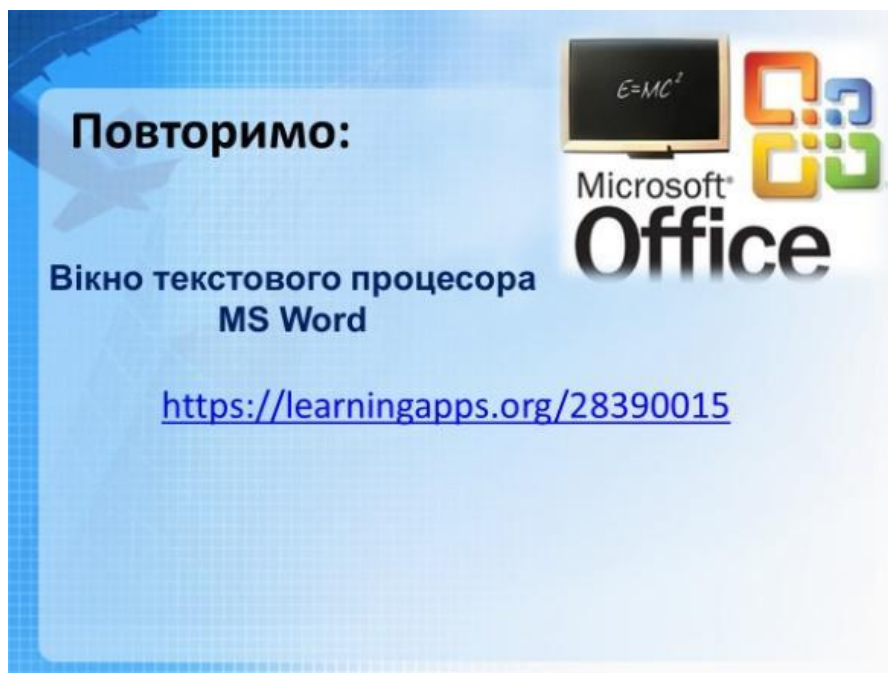 Повторимо:
E=MC²
Microsoft®
Office
Вікно текстового процесора
MS Word
https://learningapps.org/28390015